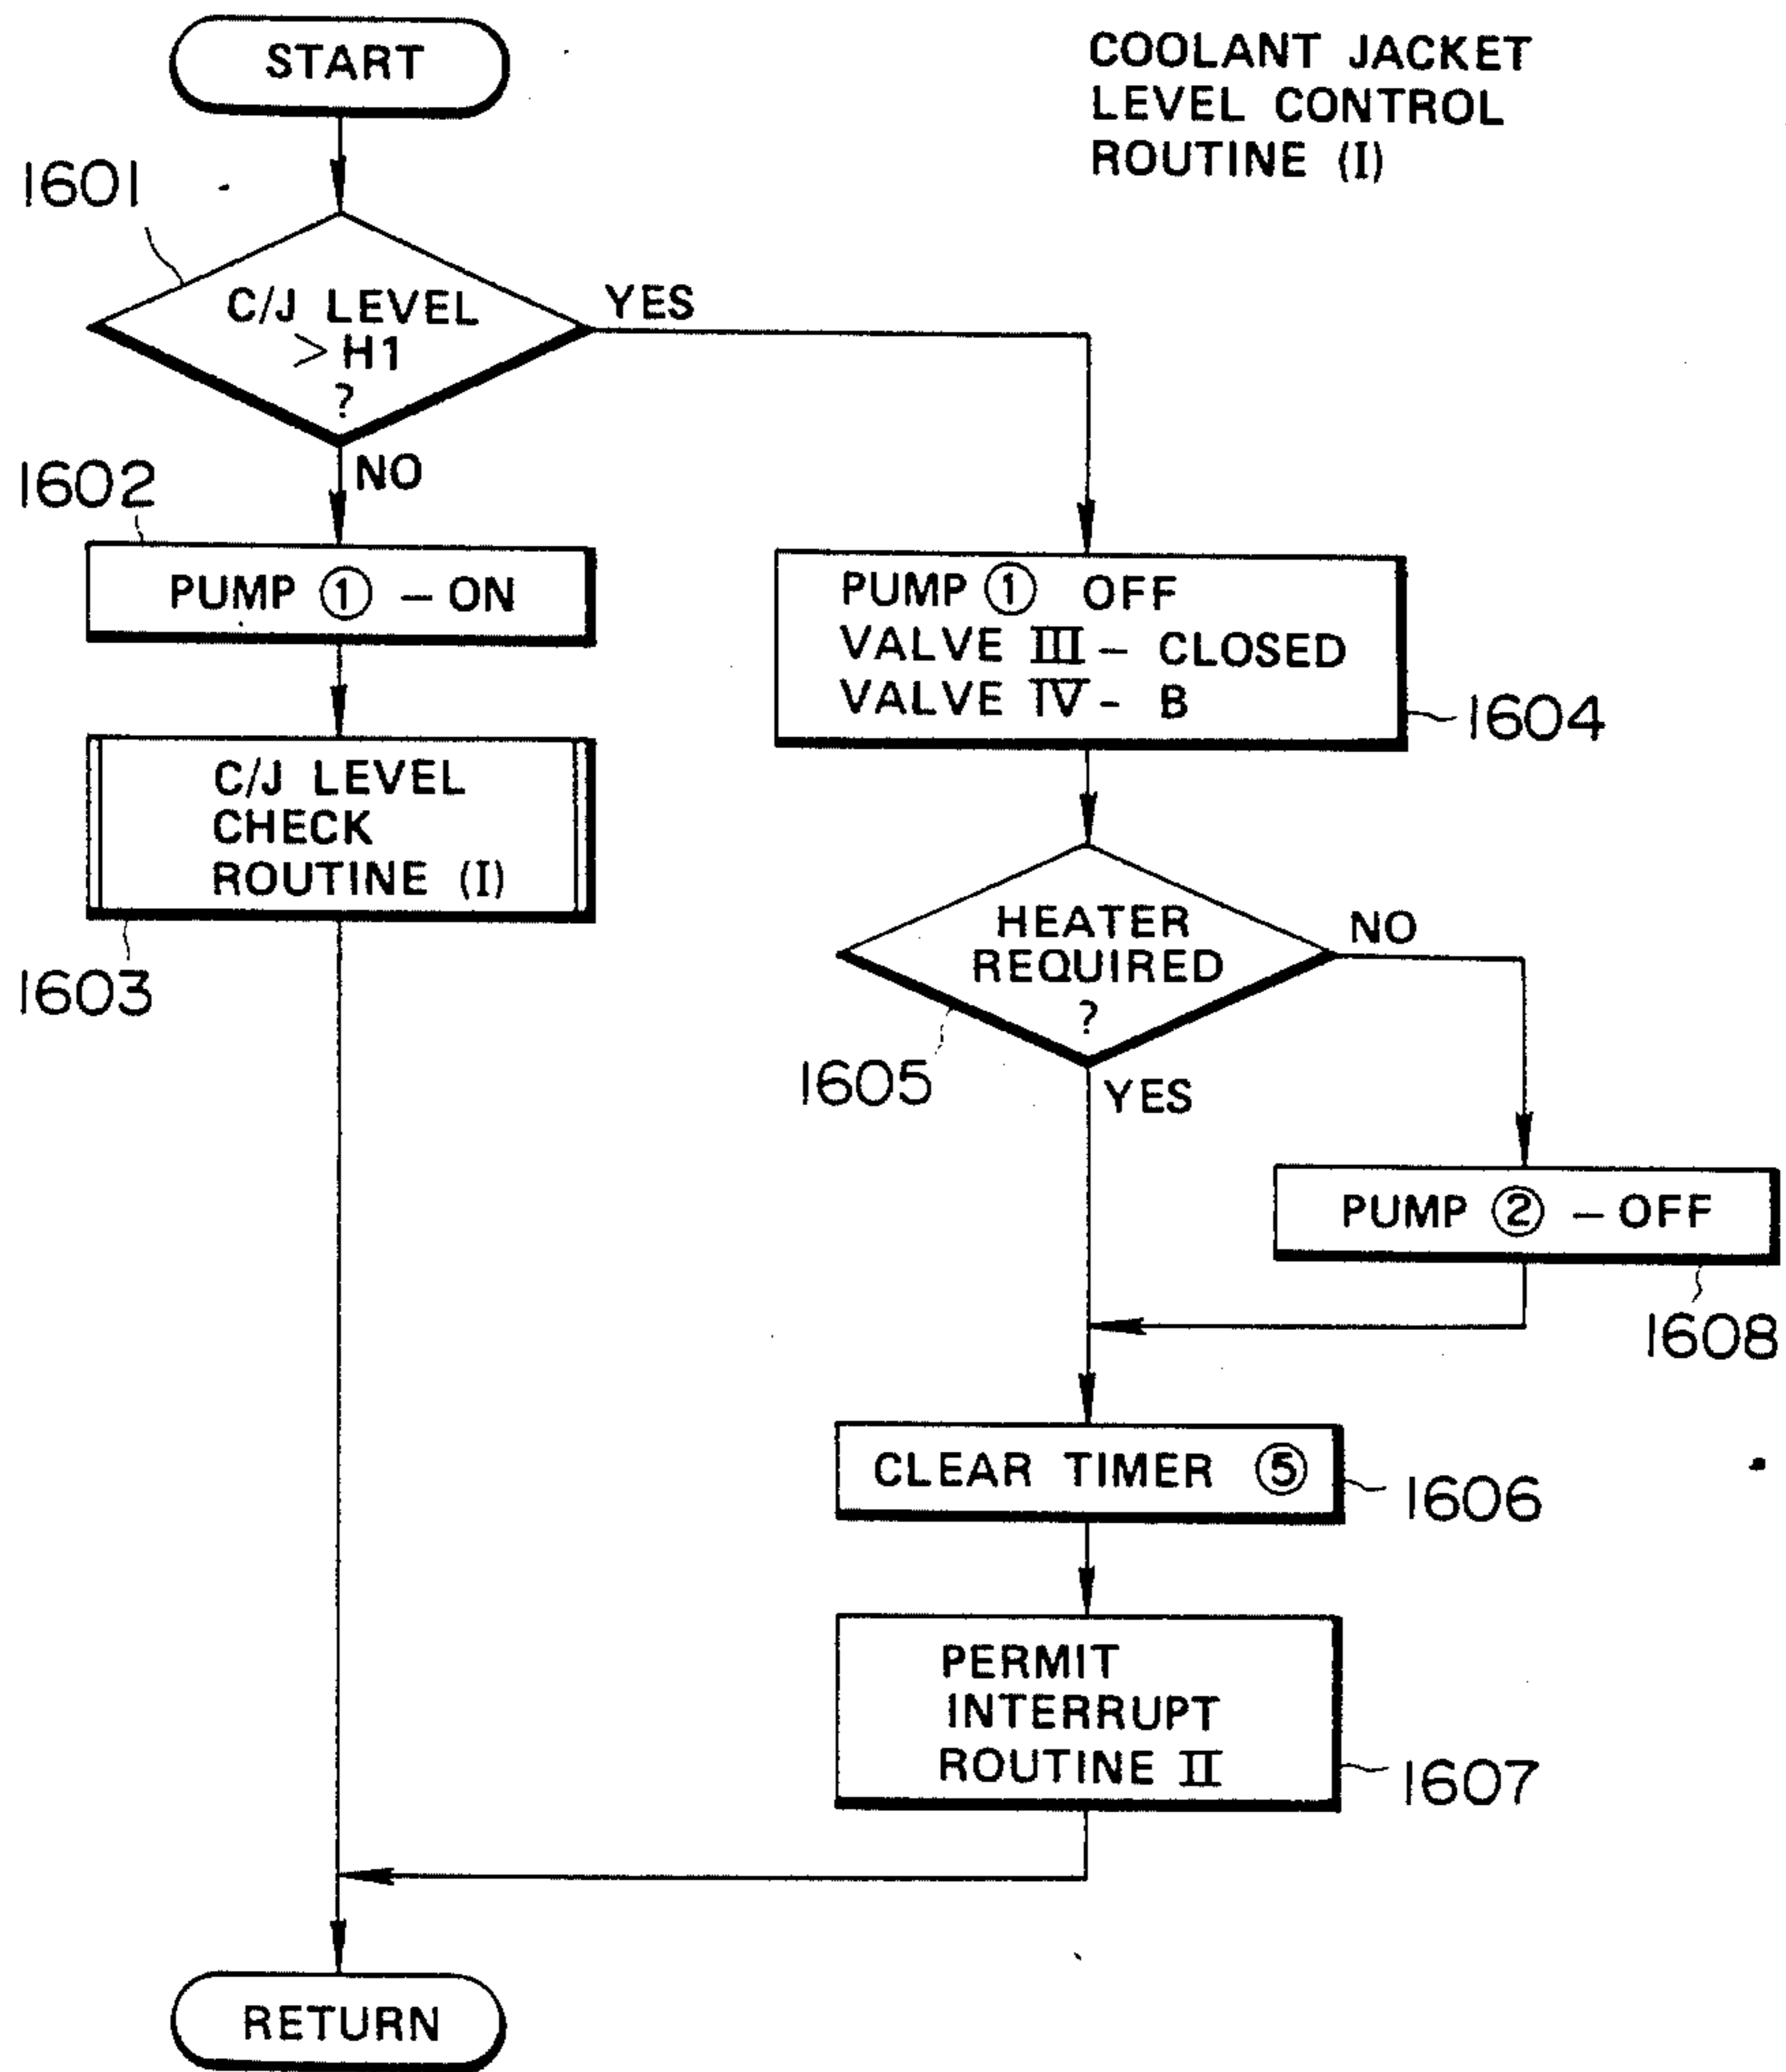 START
COOLANT JACKET
LEVEL CONTROL
ROUTINE (I)
1601
C/J LEVEL
>H1
?
YES
NO
1602
PUMP ① – ON
C/J LEVEL
CHECK
ROUTINE (I)
1603
PUMP ① OFF
VALVE III – CLOSED
VALVE IV – B
1604
HEATER
REQUIRED
?
NO
1605
YES
PUMP ② – OFF
1608
CLEAR TIMER ⑤
1606
PERMIT
INTERRUPT
ROUTINE II
1607
RETURN